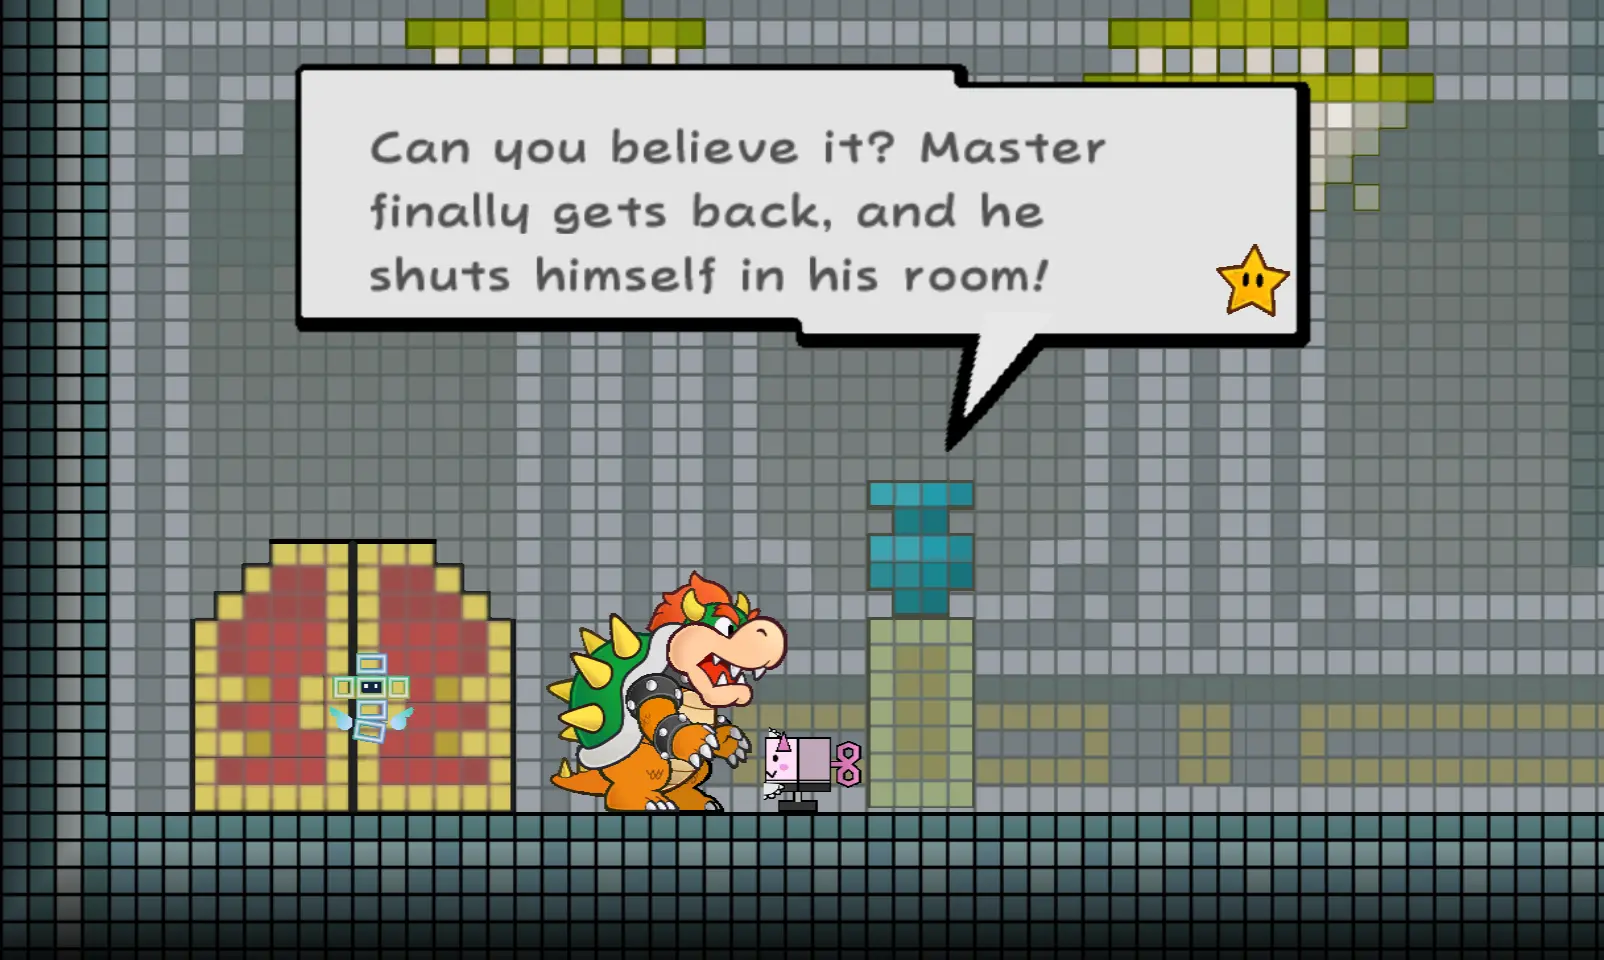 Can you believe it? Master
finally gets back, and he
shuts himself in his room!